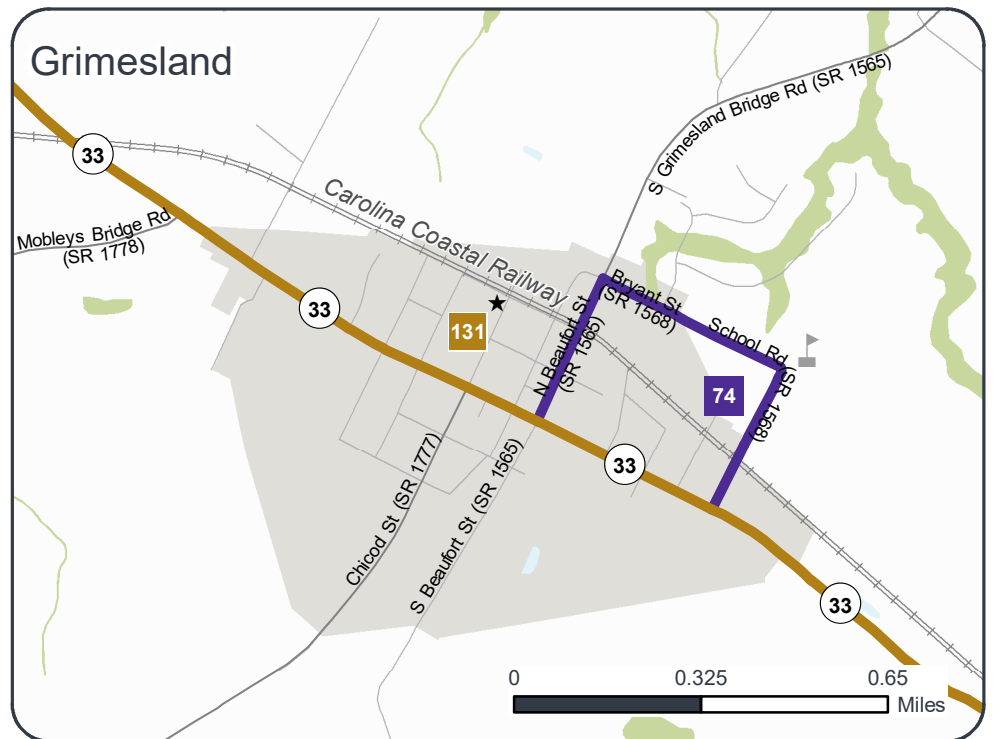 Grimesland
33
Mobleys Bridge Rd
(SR 1778)
Carolina Coastal Railway
S Grimesland Bridge Rd (SR 1565)
33
131
N Beaufort St
(SR 1565)
Bryant St
(SR 1568)
School Rd
(SR 1568)
74
33
Chicod St (SR 1777)
S Beaufort St (SR 1565)
33
0 0.325 0.65
Miles